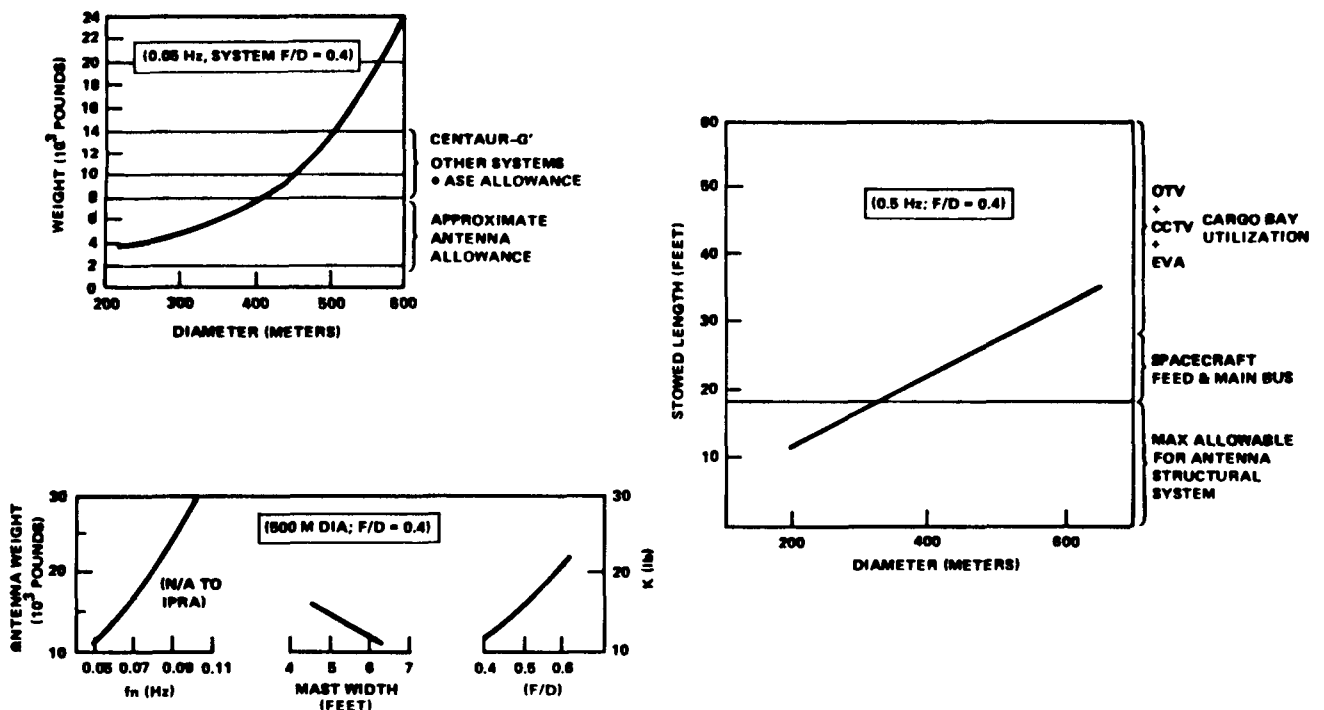 24
22
20
18
16
14
12
10
8
6
4
2
0
WEIGHT (10³ POUNDS)
(0.05 Hz, SYSTEM F/D = 0.4)
200 300 400 500 600
DIAMETER (METERS)
CENTAUR-G'
OTHER SYSTEMS
• ASE ALLOWANCE
APPROXIMATE
ANTENNA
ALLOWANCE
60
50
40
30
20
10
STOWED LENGTH (FEET)
(0.5 Hz; F/D = 0.4)
200 400 600
DIAMETER (METERS)
OTV
+
CCTV
+
EVA
CARGO BAY
UTILIZATION
SPACECRAFT
FEED & MAIN BUS
MAX ALLOWABLE
FOR ANTENNA
STRUCTURAL
SYSTEM
ANTENNA WEIGHT
(10³ POUNDS)
30
20
10
(500 M DIA; F/D = 0.4)
(N/A TO
IPRA)
0.05 0.07 0.09 0.11
fn (Hz)
4 5 6 7
MAST WIDTH
(FEET)
0.4 0.5 0.6
(F/D)
30
20
10
K (lb)